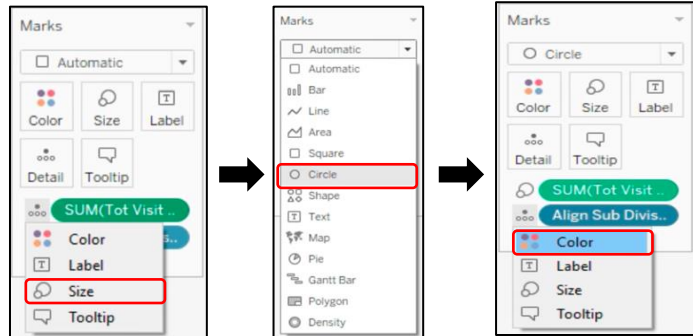 Marks
Automatic
Color Size Label
Detail Tooltip
SUM(Tot Visit ..
Color
Label
Size
Tooltip
Marks
Automatic
Automatic
Bar
Line
Area
Square
Circle
Shape
T Text
Map
Pie
Gantt Bar
Polygon
Density
Marks
Circle
Color Size Label
Detail Tooltip
SUM(Tot Visit ..
Align Sub Divis..
Color
Label
Size
Tooltip